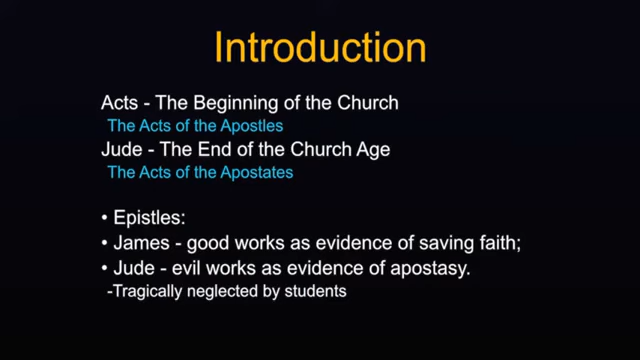 Introduction
Acts - The Beginning of the Church
The Acts of the Apostles
Jude - The End of the Church Age
The Acts of the Apostates
• Epistles:
• James - good works as evidence of saving faith;
• Jude - evil works as evidence of apostasy.
-Tragically neglected by students